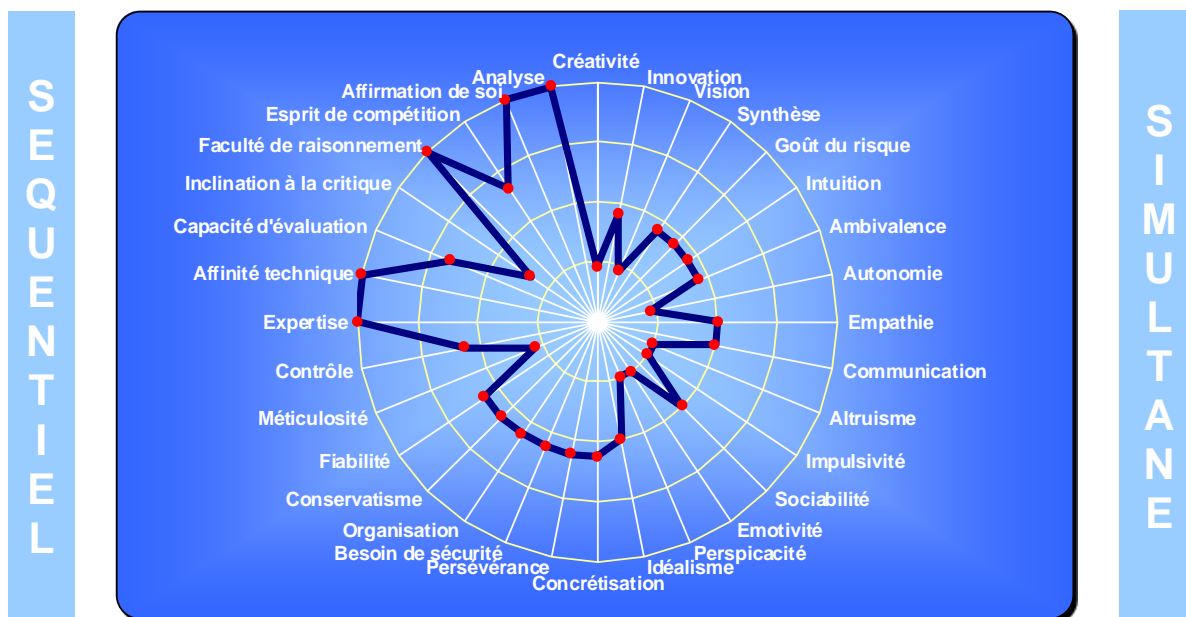 SEQUENTIEL
Créativité
Innovation
Vision
Synthèse
Goût du risque
Intuition
Ambivalence
Autonomie
Empathie
Communication
Altruisme
Impulsivité
Sociabilité
Emotivité
Perspicacité
Idéalisme
Concrétisation
Persévérance
Besoin de sécurité
Organisation
Conservatisme
Fiabilité
Méticulosité
Contrôle
Expertise
Affinité technique
Capacité d'évaluation
Inclination à la critique
Faculté de raisonnement
Esprit de compétition
Affirmation de soi
Analyse
SIMULTANE